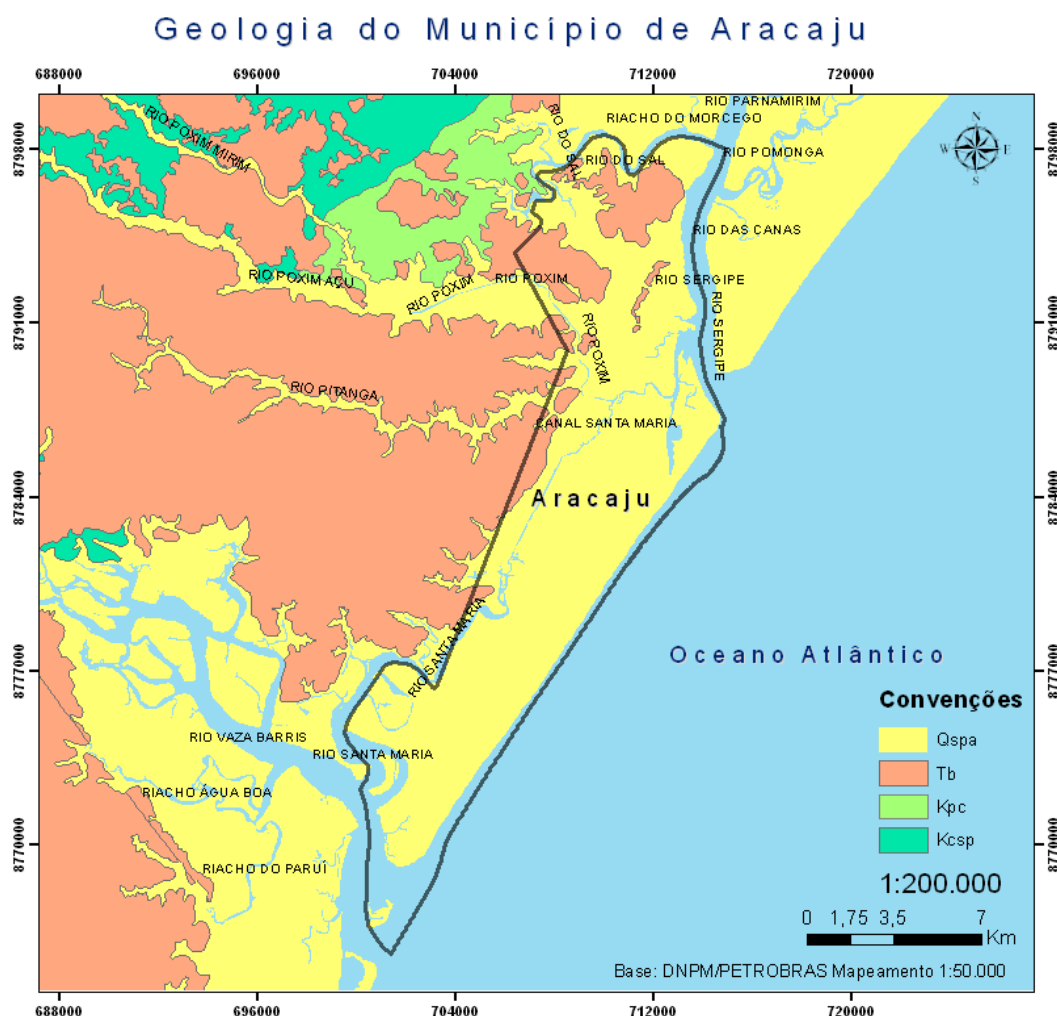 Geologia do Município de Aracaju
688000 696000 704000 712000 720000
8798000
8791000
8784000
8777000
8770000
8798000
8791000
8784000
8777000
8770000
N
W E
S
RIO PARNAMIRIM
RIACHO DO MORCEGO
RIO POXIM MIRIM
RIO DO SAL
RIO DO SAL
RIO POMONGA
RIO DAS CANAS
RIO POXIM AÇU
RIO POXIM
RIO POXIM
RIO SERGIPE
RIO SERGIPE
RIO POXIM
RIO PITANGA
CANAL SANTA MARIA
Aracaju
RIO SANTA MARIA
Oceano Atlântico
RIO VAZA BARRIS
RIO SANTA MARIA
RIACHO ÁGUA BOA
RIACHO DO PARUÍ
Convenções
Qspa
Tb
Kpc
Kcsp
1:200.000
0 1,75 3,5 7
Km
Base: DNPM/PETROBRAS Mapeamento 1:50.000
688000 696000 704000 712000 720000